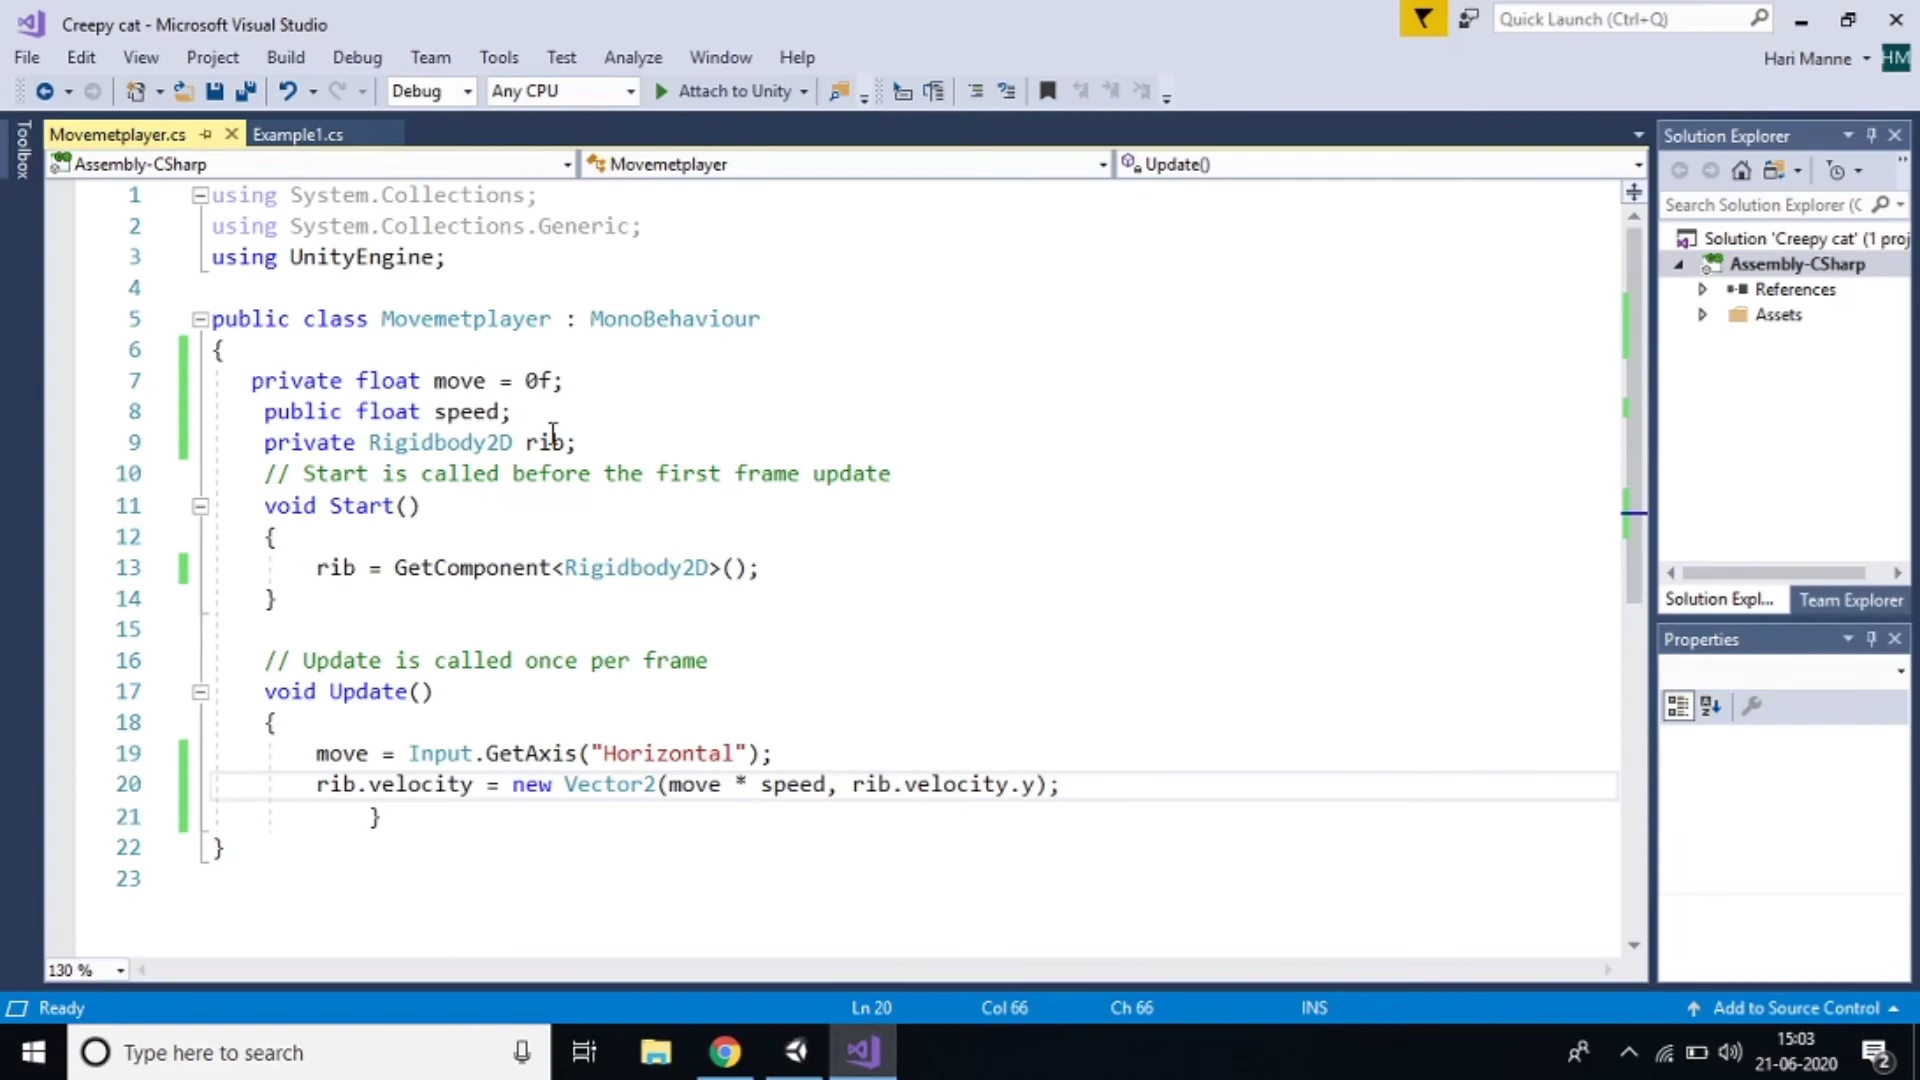 Creepy cat - Microsoft Visual Studio
Quick Launch (Ctrl+Q)
File Edit View Project Build Debug Team Tools Test Analyze Window Help
Hari Manne
HM
Debug
Any CPU
Attach to Unity
Toolbox
Movemetplayer.cs
Example1.cs
Assembly-CSharp
Movemetplayer
Update()
1 using System.Collections;
2 using System.Collections.Generic;
3 using UnityEngine;
4
5 public class Movemetplayer : MonoBehaviour
6 {
7 private float move = 0f;
8 public float speed;
9 private Rigidbody2D rib;
10 // Start is called before the first frame update
11 void Start()
12 {
13 rib = GetComponent<Rigidbody2D>();
14 }
15
16 // Update is called once per frame
17 void Update()
18 {
19 move = Input.GetAxis("Horizontal");
20 rib.velocity = new Vector2(move * speed, rib.velocity.y);
21 }
22 }
23
130 %
Solution Explorer
Search Solution Explorer (C
Solution 'Creepy cat' (1 proj
Assembly-CSharp
References
Assets
Solution Expl...
Team Explorer
Properties
Ready
Ln 20
Col 66
Ch 66
INS
Add to Source Control
Type here to search
15:03
21-06-2020
2